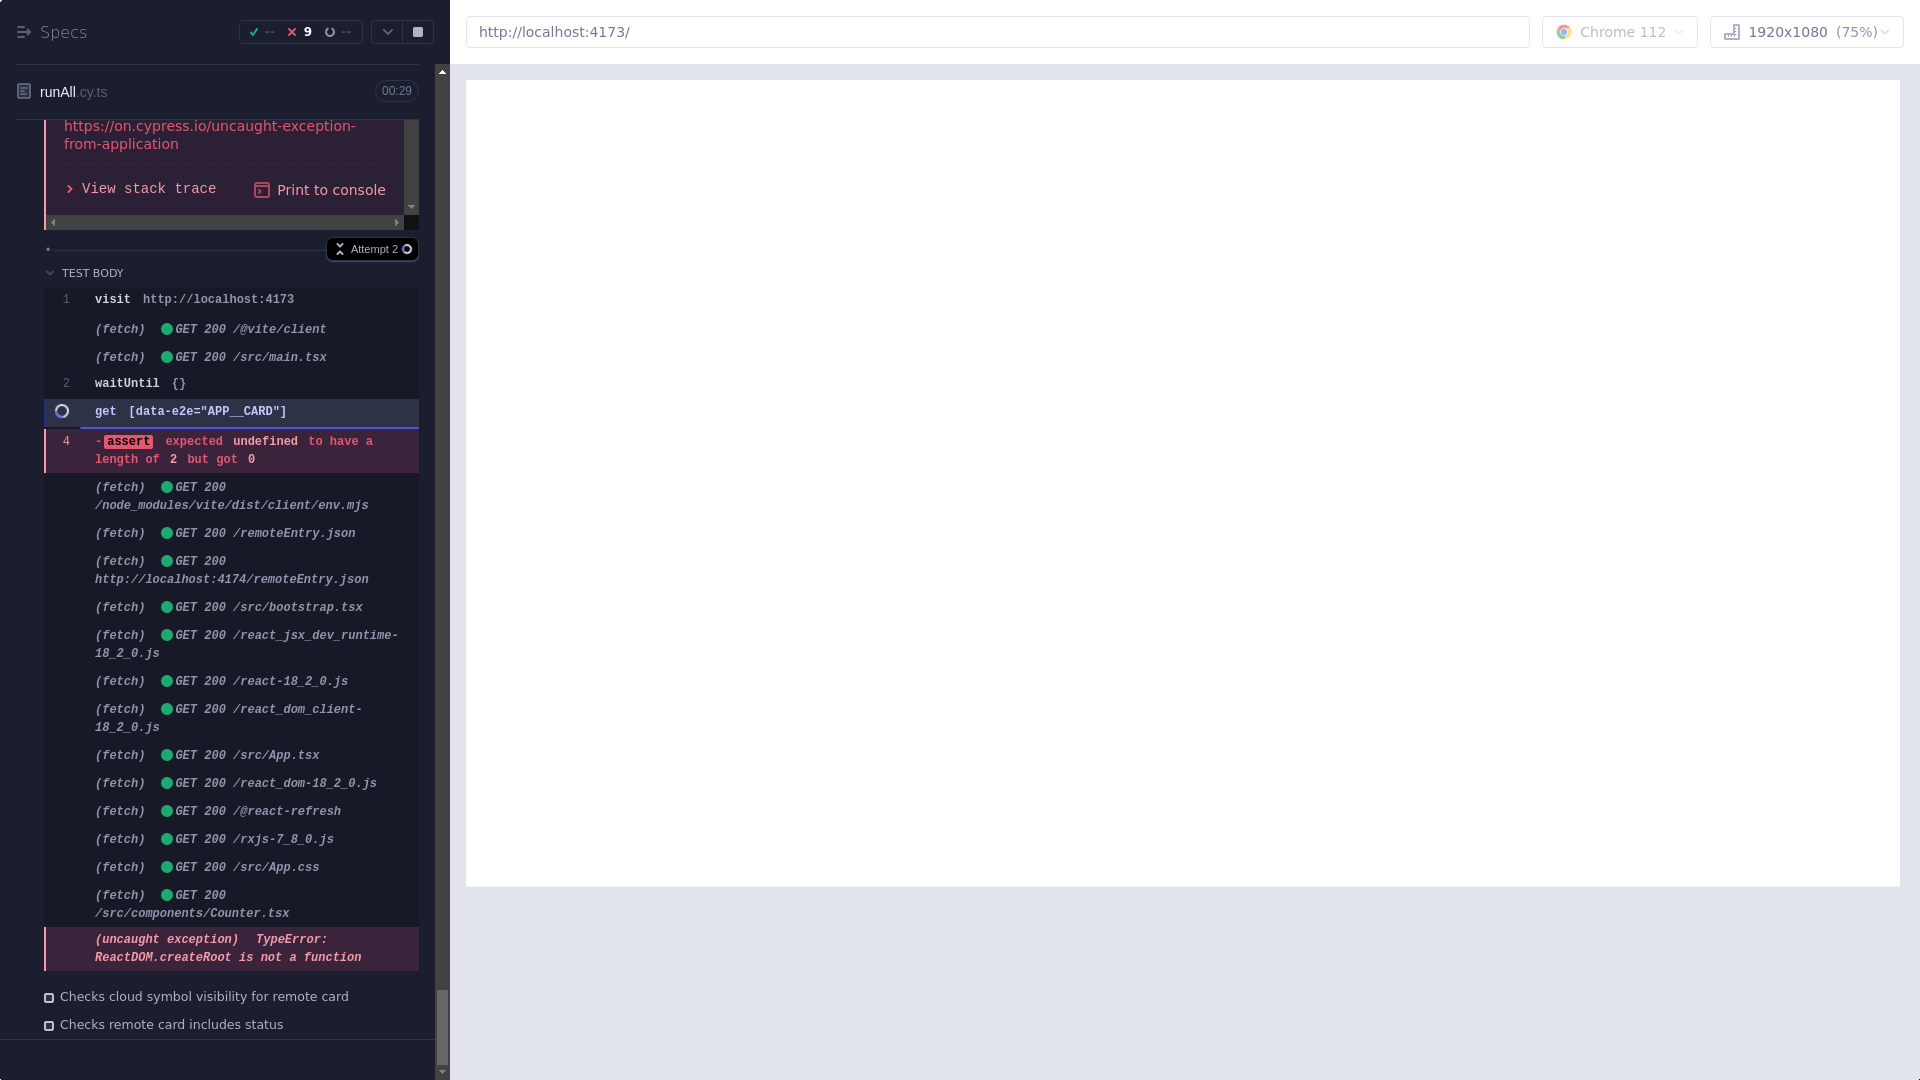 Specs
-- 9 --
http://localhost:4173/
Chrome 112
1920x1080 (75%)
runAll.cy.ts
00:29
https://on.cypress.io/uncaught-exception-
from-application
View stack trace
Print to console
Attempt 2
TEST BODY
1 visit http://localhost:4173
(fetch) GET 200 /@vite/client
(fetch) GET 200 /src/main.tsx
2 waitUntil {}
get [data-e2e="APP__CARD"]
4 -assert expected undefined to have a
length of 2 but got 0
(fetch) GET 200
/node_modules/vite/dist/client/env.mjs
(fetch) GET 200 /remoteEntry.json
(fetch) GET 200
http://localhost:4174/remoteEntry.json
(fetch) GET 200 /src/bootstrap.tsx
(fetch) GET 200 /react_jsx_dev_runtime-
18_2_0.js
(fetch) GET 200 /react-18_2_0.js
(fetch) GET 200 /react_dom_client-
18_2_0.js
(fetch) GET 200 /src/App.tsx
(fetch) GET 200 /react_dom-18_2_0.js
(fetch) GET 200 /@react-refresh
(fetch) GET 200 /rxjs-7_8_0.js
(fetch) GET 200 /src/App.css
(fetch) GET 200
/src/components/Counter.tsx
(uncaught exception) TypeError:
ReactDOM.createRoot is not a function
Checks cloud symbol visibility for remote card
Checks remote card includes status